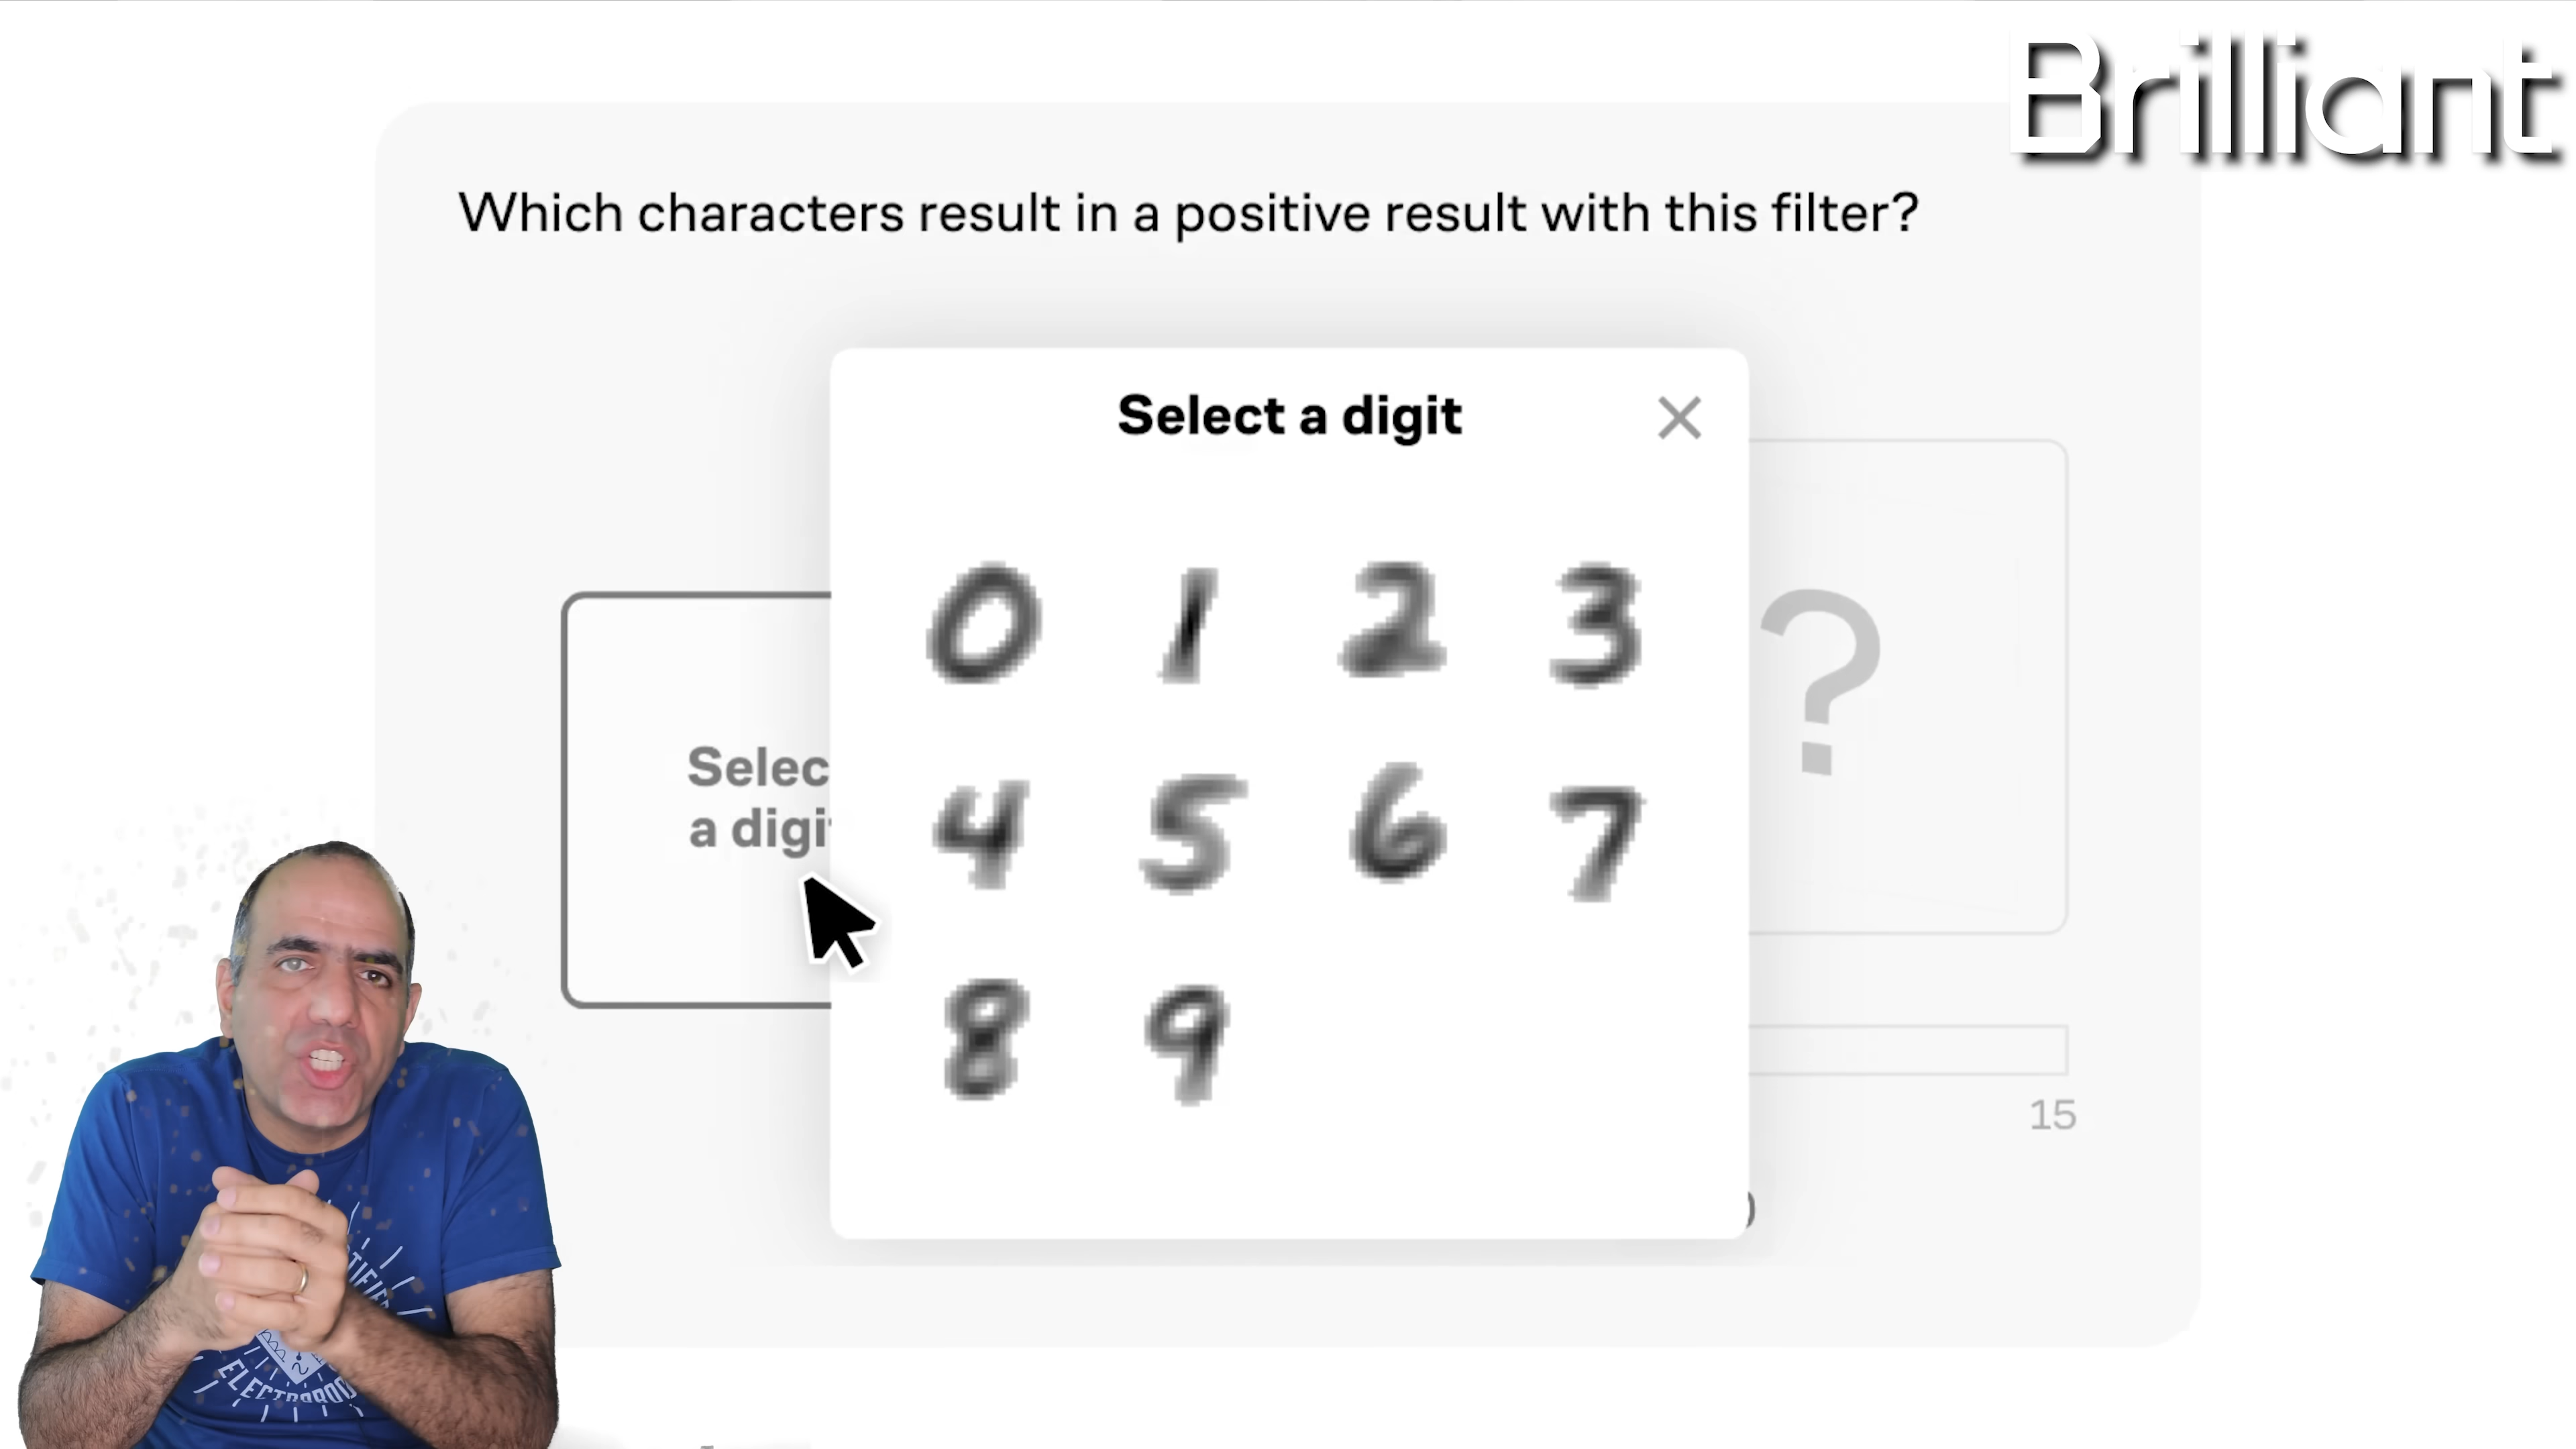 Brilliant
Which characters result in a positive result with this filter?
Select a digit
0 1 2 3
?
Selec
a digi
4 5 6 7
8 9
15
ELECTROBOO